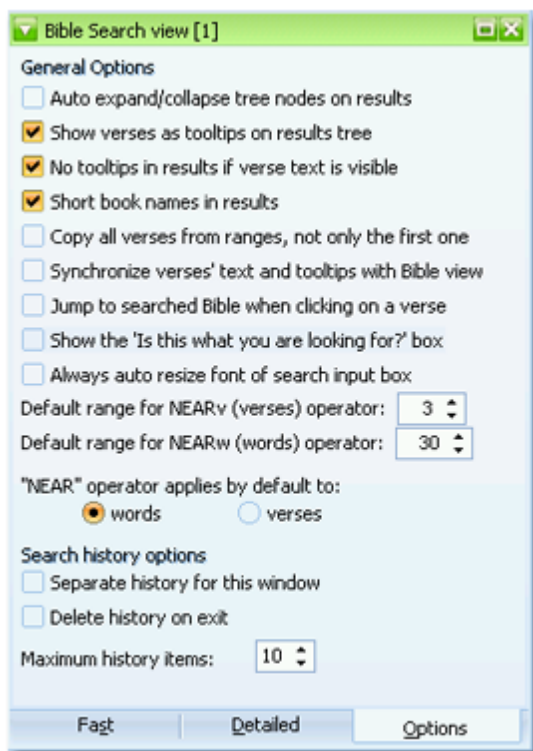 Bible Search view [1]
General Options
Auto expand/collapse tree nodes on results
Show verses as tooltips on results tree
No tooltips in results if verse text is visible
Short book names in results
Copy all verses from ranges, not only the first one
Synchronize verses' text and tooltips with Bible view
Jump to searched Bible when clicking on a verse
Show the 'Is this what you are looking for?' box
Always auto resize font of search input box
Default range for NEARv (verses) operator: 3
Default range for NEARw (words) operator: 30
"NEAR" operator applies by default to:
words verses
Search history options
Separate history for this window
Delete history on exit
Maximum history items: 10
Fast Detailed Options